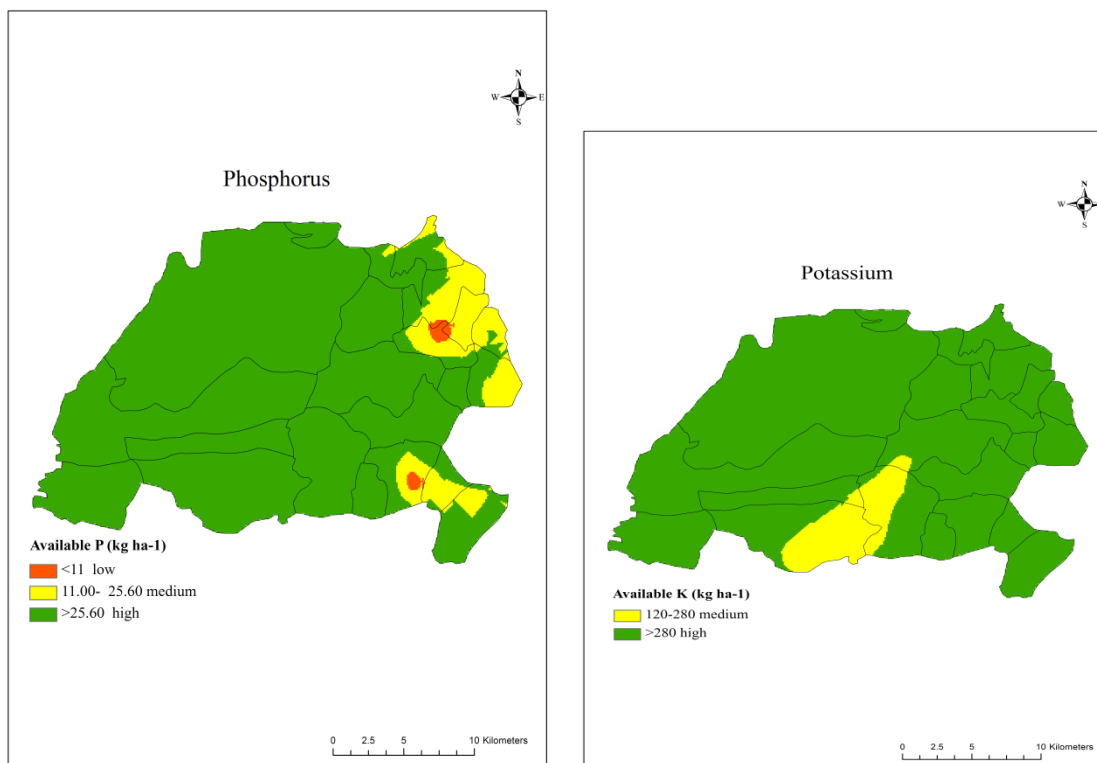 N
W E
S
Phosphorus
Available P (kg ha-1)
<11 low
11.00- 25.60 medium
>25.60 high
0 2.5 5 10 Kilometers
N
W
S
Potassium
Available K (kg ha-1)
120-280 medium
>280 high
0 2.5 5 10 Kilometers